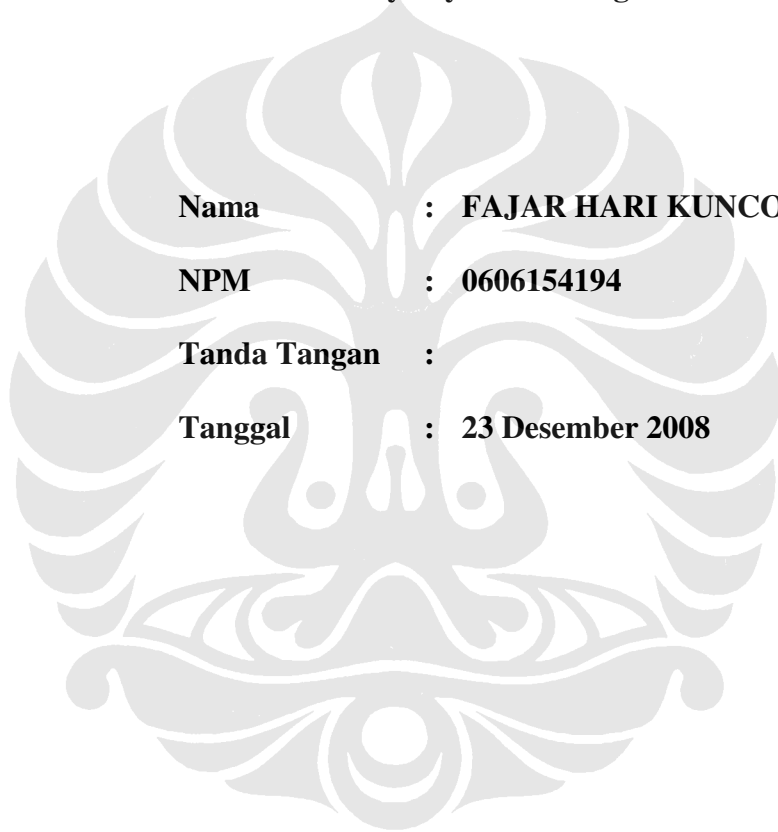 Nama : FAJAR HARI KUNCO
NPM : 0606154194
Tanda Tangan :
Tanggal : 23 Desember 2008